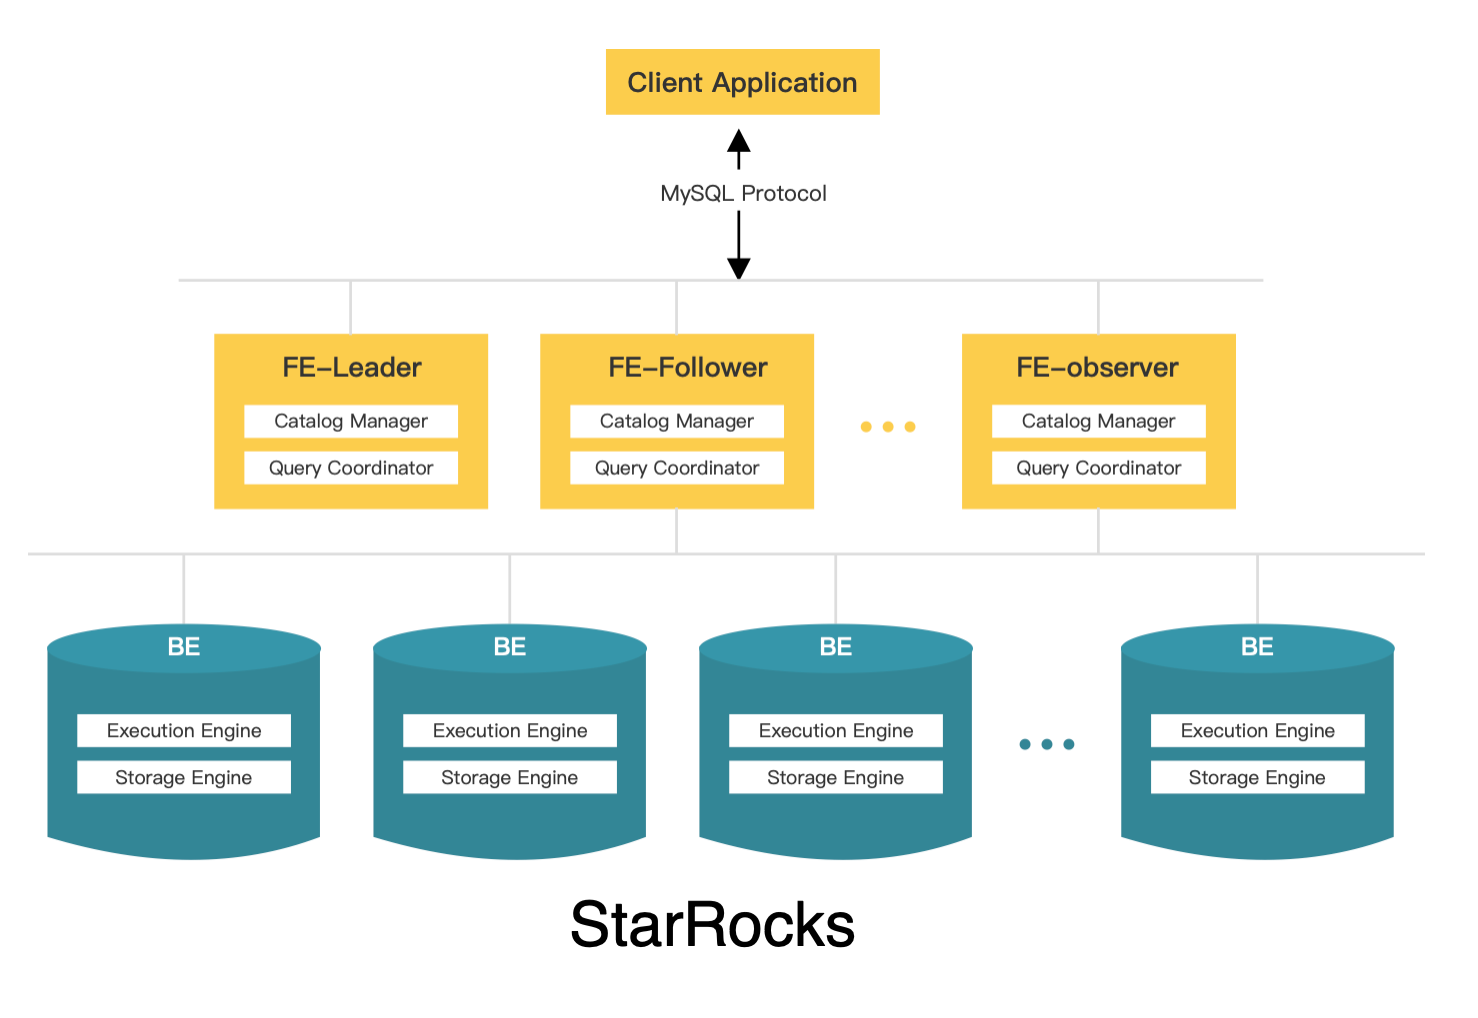 Client Application
MySQL Protocol
FE–Leader
Catalog Manager
Query Coordinator
FE–Follower
Catalog Manager
Query Coordinator
FE–observer
Catalog Manager
Query Coordinator
BE
Execution Engine
Storage Engine
BE
Execution Engine
Storage Engine
BE
Execution Engine
Storage Engine
BE
Execution Engine
Storage Engine
StarRocks